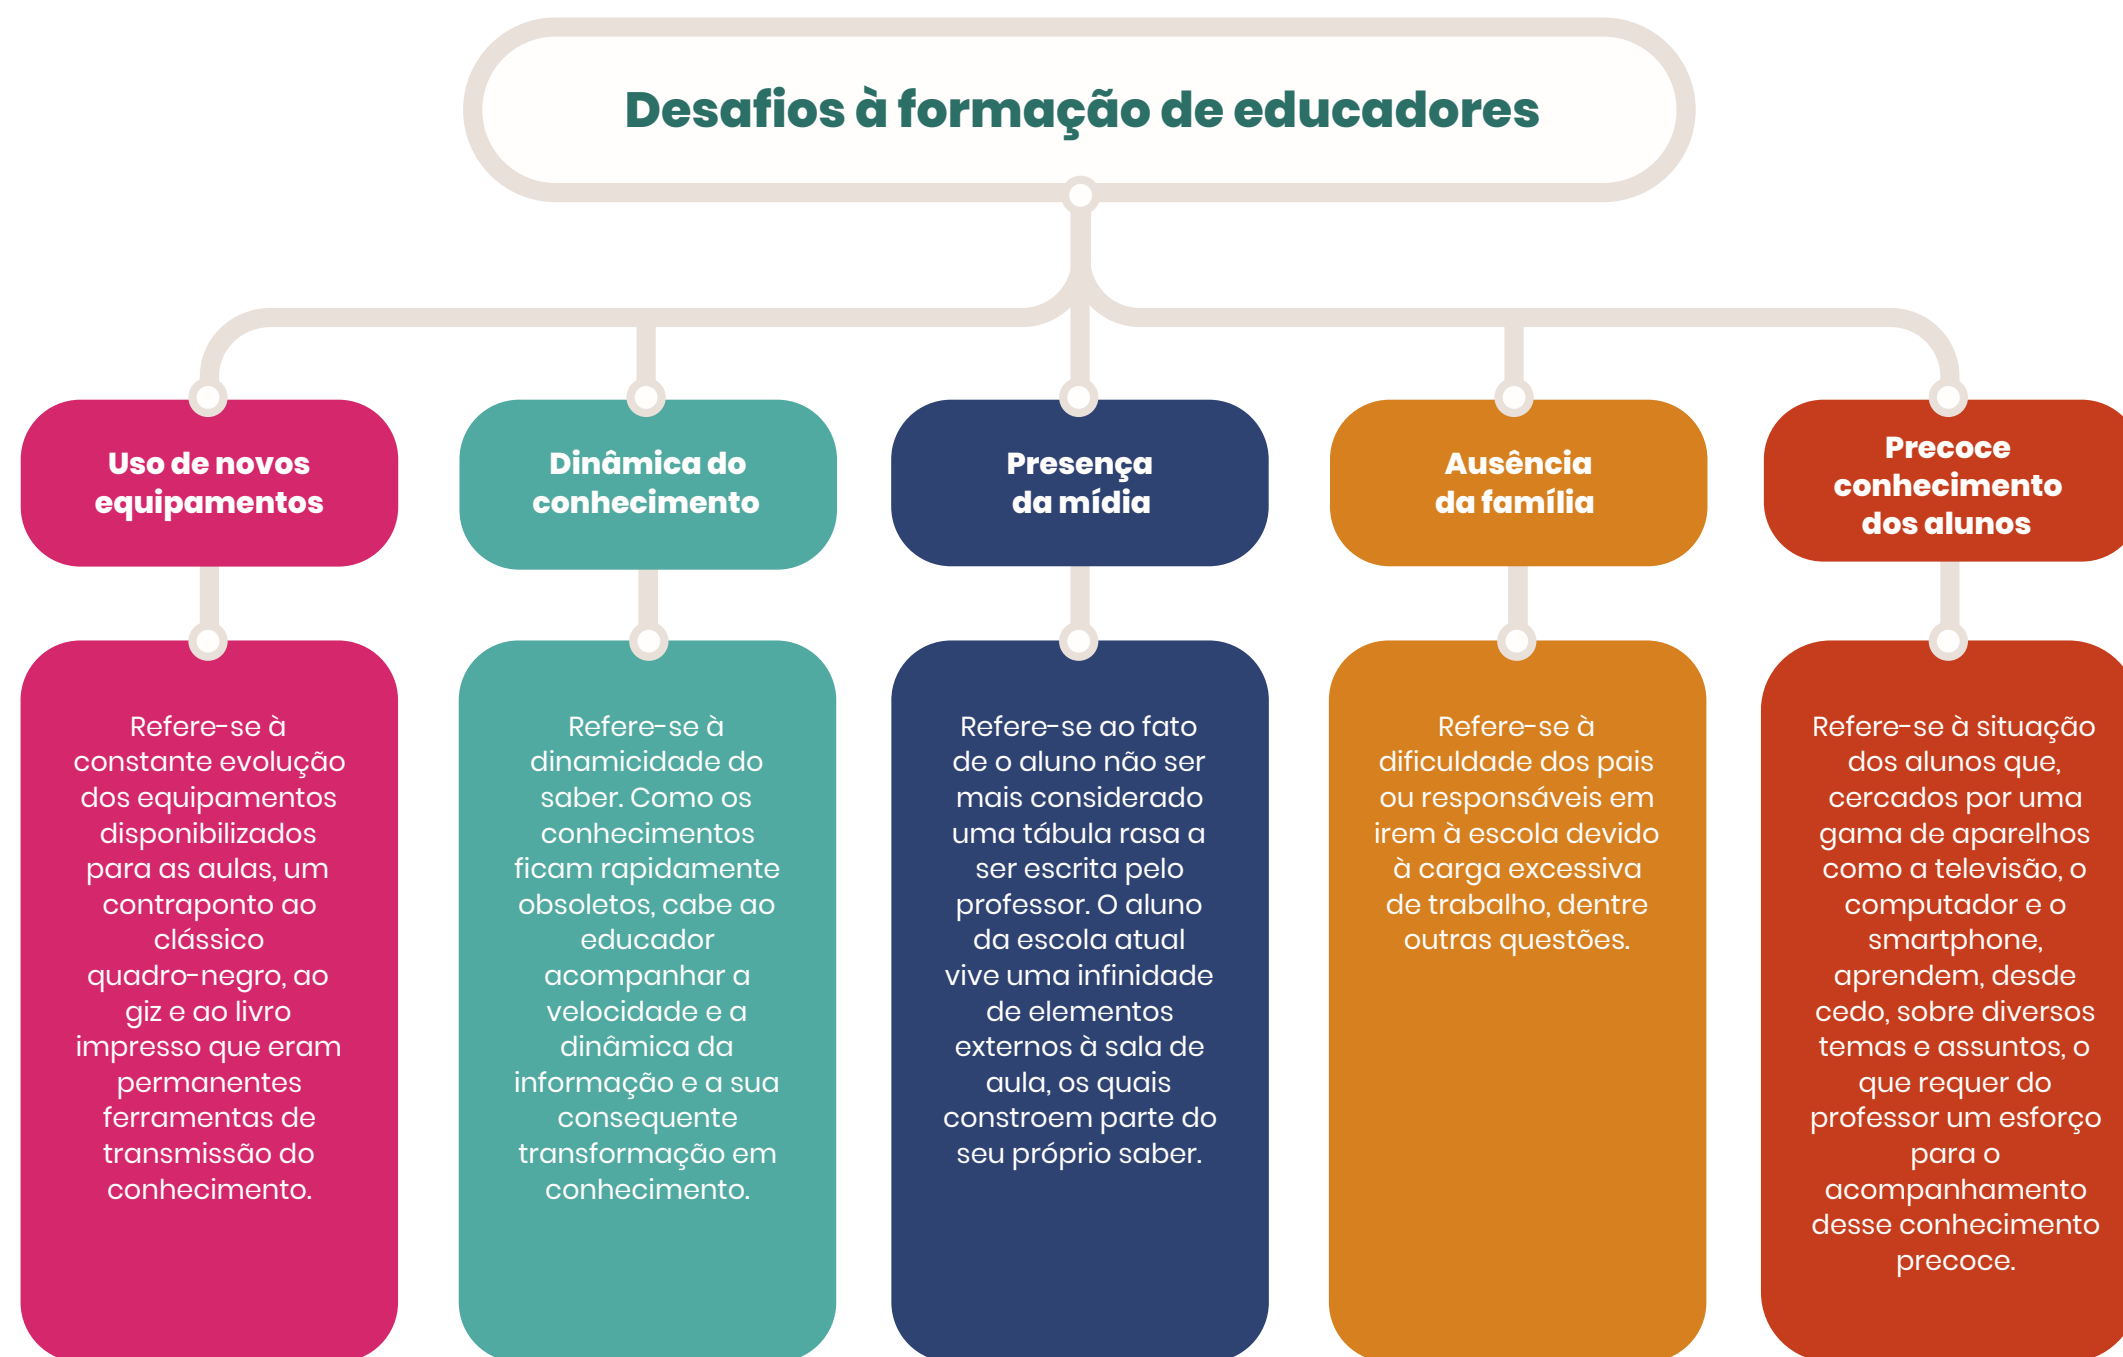 Desafios à formação de educadores
Uso de novos
equipamentos
Refere-se à
constante evolução
dos equipamentos
disponibilizados
para as aulas, um
contraponto ao
clássico
quadro-negro, ao
giz e ao livro
impresso que eram
permanentes
ferramentas de
transmissão do
conhecimento.
Dinâmica do
conhecimento
Refere-se à
dinamicidade do
saber. Como os
conhecimentos
ficam rapidamente
obsoletos, cabe ao
educador
acompanhar a
velocidade e a
dinâmica da
informação e a sua
consequente
transformação em
conhecimento.
Presença
da mídia
Refere-se ao fato
de o aluno não ser
mais considerado
uma tábula rasa a
ser escrita pelo
professor. O aluno
da escola atual
vive uma infinidade
de elementos
externos à sala de
aula, os quais
constroem parte do
seu próprio saber.
Ausência
da família
Refere-se à
dificuldade dos pais
ou responsáveis em
irem à escola devido
à carga excessiva
de trabalho, dentre
outras questões.
Precoce
conhecimento
dos alunos
Refere-se à situação
dos alunos que,
cercados por uma
gama de aparelhos
como a televisão, o
computador e o
smartphone,
aprendem, desde
cedo, sobre diversos
temas e assuntos, o
que requer do
professor um esforço
para o
acompanhamento
desse conhecimento
precoce.